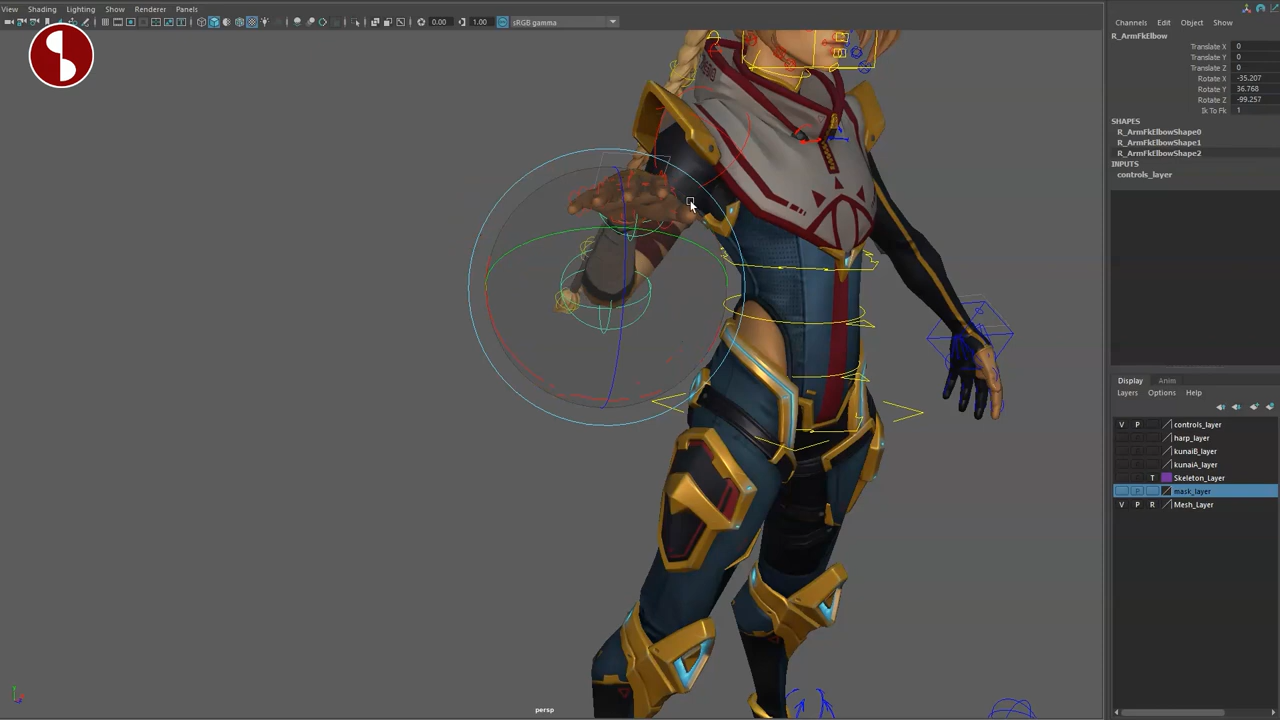 View Shading Lighting Show Renderer Panels
0.00 1.00 sRGB gamma
Channels Edit Object Show
R_ArmFkElbow
Translate X 0
Translate Y 0
Translate Z 0
Rotate X -35.207
Rotate Y 36.768
Rotate Z -99.257
Ik To Fk 1
SHAPES
R_ArmFkElbowShape0
R_ArmFkElbowShape1
R_ArmFkElbowShape2
INPUTS
controls_layer
Display Anim
Layers Options Help
V P controls_layer
harp_layer
kunaiB_layer
kunaiA_layer
T Skeleton_Layer
mask_layer
V P R Mesh_Layer
persp